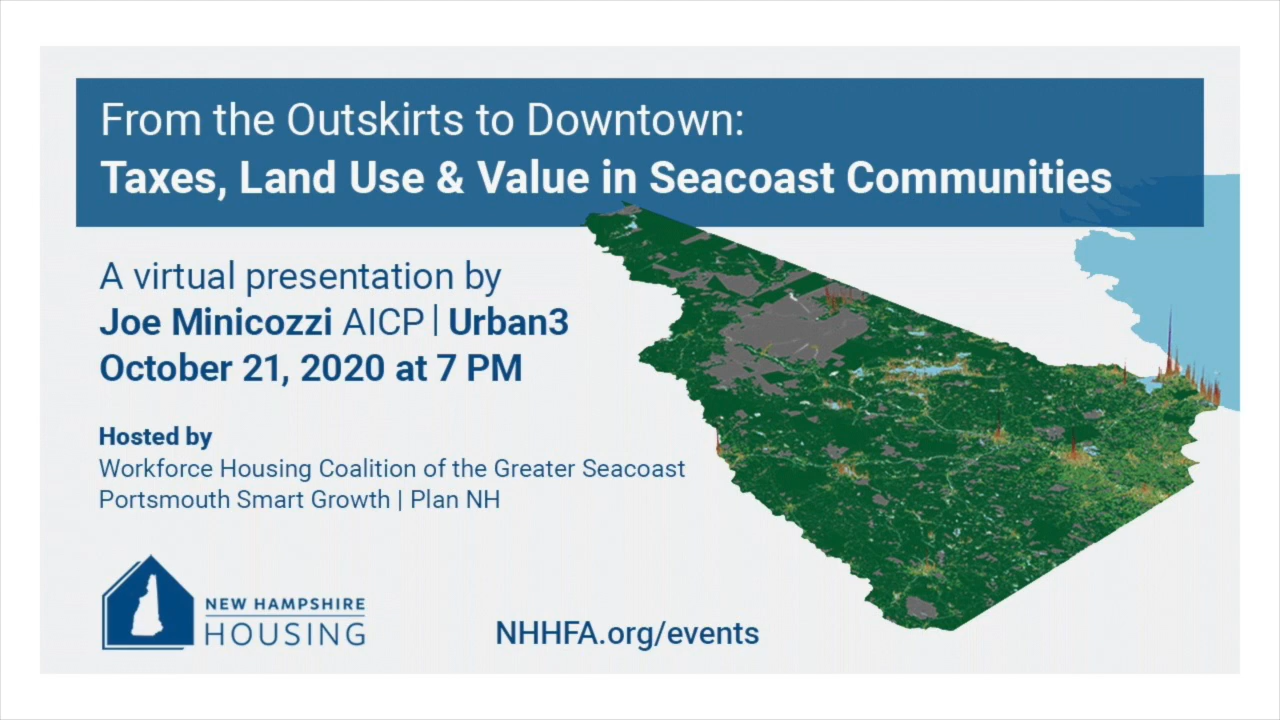 From the Outskirts to Downtown:
Taxes, Land Use & Value in Seacoast Communities
A virtual presentation by
Joe Minicozzi AICP | Urban3
October 21, 2020 at 7 PM
Hosted by
Workforce Housing Coalition of the Greater Seacoast
Portsmouth Smart Growth | Plan NH
NEW HAMPSHIRE
HOUSING
NHHFA.org/events